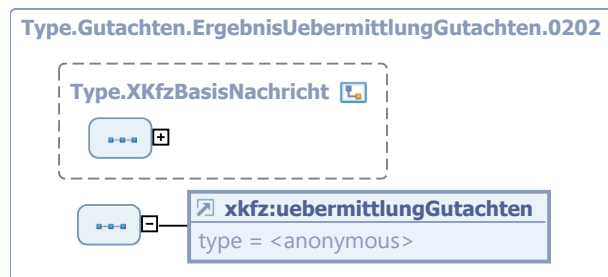 Type.Gutachten.ErgebnisUebermittlungGutachten.0202
Type.XKfzBasisNachricht
xkfz:uebermittlungGutachten
type = <anonymous>